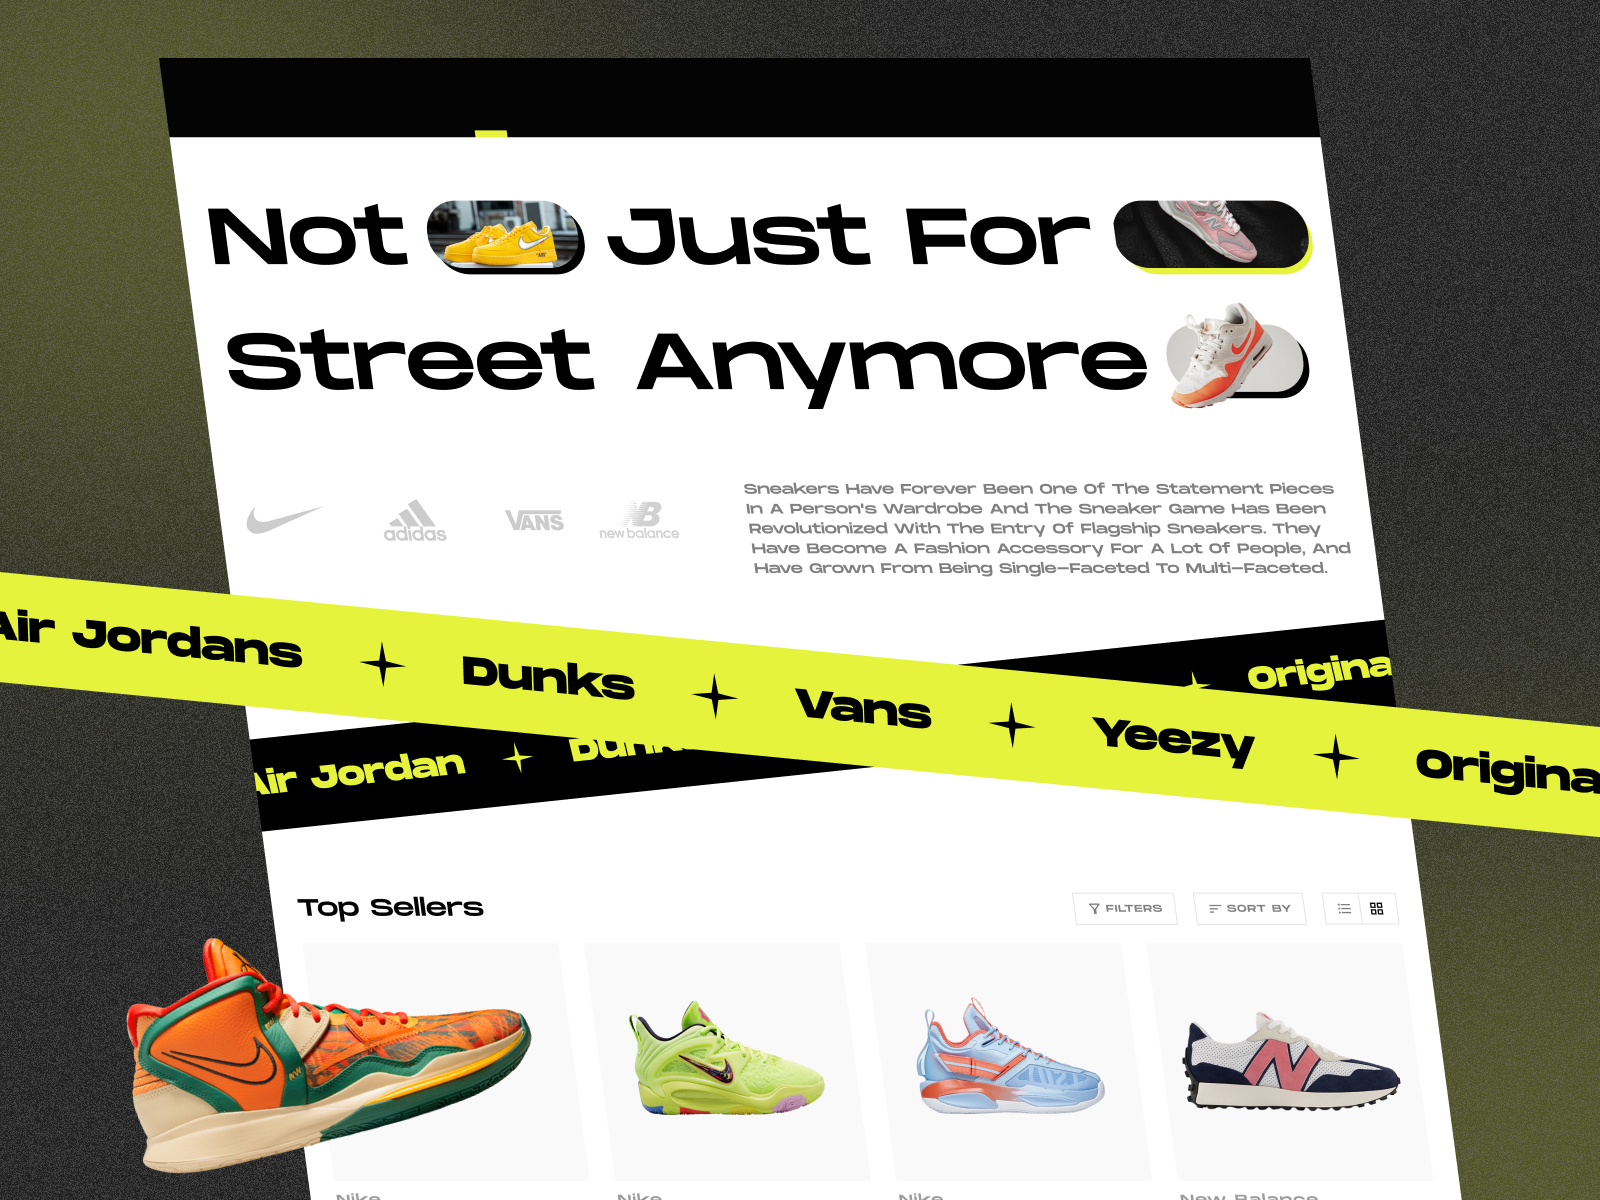 Not Just For
Street Anymore
adidas
VANS
new balance
Sneakers Have Forever Been One Of The Statement Pieces
In A Person's Wardrobe And The Sneaker Game Has Been
Revolutionized With The Entry Of Flagship Sneakers. They
Have Become A Fashion Accessory For A Lot Of People, And
Have Grown From Being Single-Faceted To Multi-Faceted.
Air Jordans Dunks Vans Yeezy Origina
Air Jordan Dunks Origina
Top Sellers
FILTERS
SORT BY
Nike
Nike
Nike
New Balance